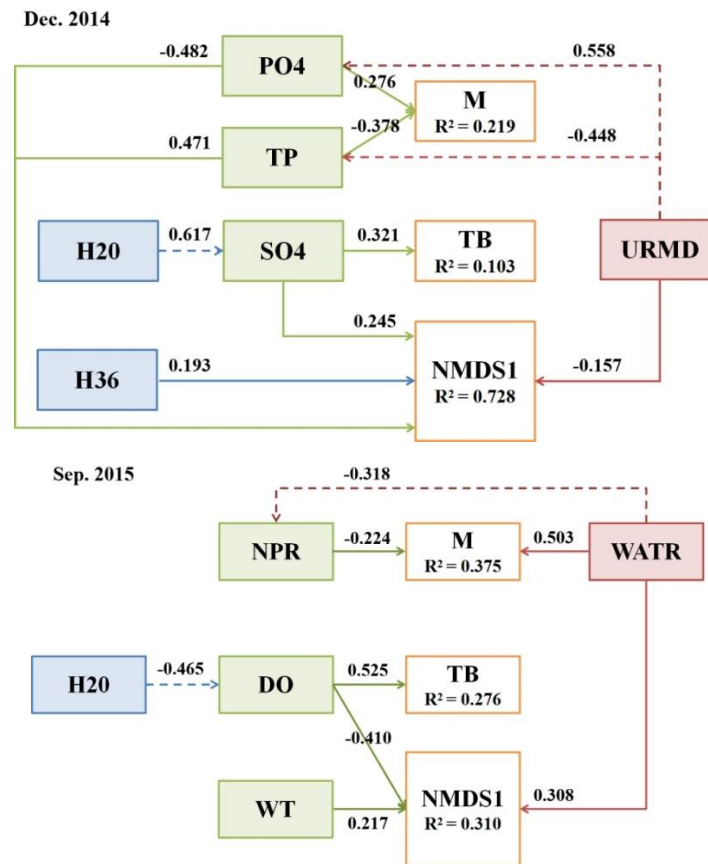 Dec. 2014
-0.482
PO4
0.558
0.276
M
R² = 0.219
-0.378
0.471
TP
-0.448
H20
0.617
SO4
0.321
TB
R² = 0.103
URMD
0.245
H36
0.193
NMDS1
R² = 0.728
-0.157
Sep. 2015
-0.318
NPR
-0.224
M
R² = 0.375
0.503
WATR
H20
-0.465
DO
0.525
TB
R² = 0.276
-0.410
WT
0.217
NMDS1
R² = 0.310
0.308